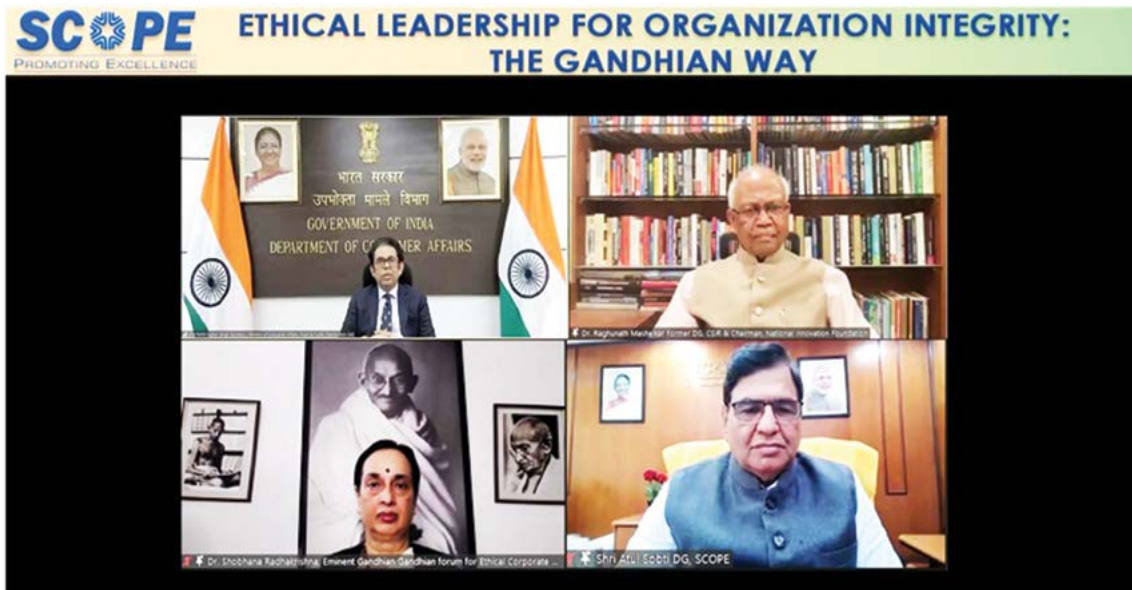 SCOPE
PROMOTING EXCELLENCE
ETHICAL LEADERSHIP FOR ORGANIZATION INTEGRITY:
THE GANDHIAN WAY
भारत सरकार
उपभोक्ता मामले विभाग
GOVERNMENT OF INDIA
DEPARTMENT OF CONSUMER AFFAIRS
Dr. Raghunath Mashelkar Former DG, CSIR & Chairman, National Innovation Foundation
Dr. Shobhana Radhakrishna, Eminent Gandhian Gandhian forum for Ethical Corporate ...
SCOPE
Shri Atul Sobti DG, SCOPE